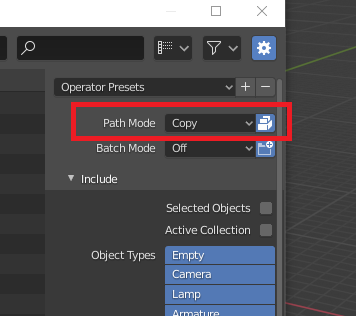 Operator Presets
Path Mode Copy
Batch Mode Off
Include
Selected Objects
Active Collection
Object Types Empty
Camera
Lamp
Armature